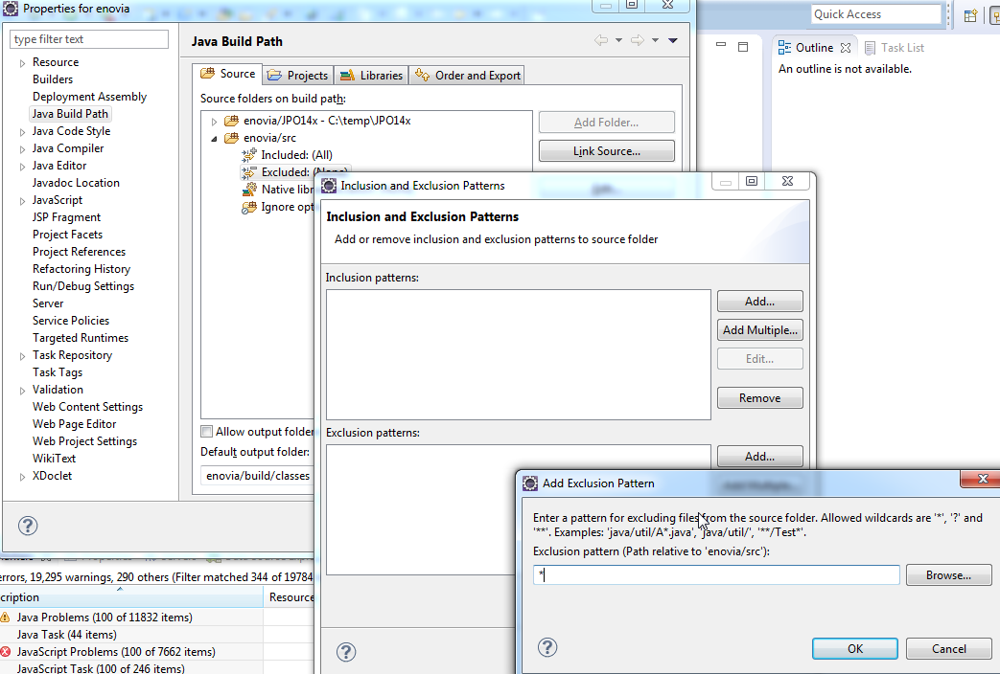 Properties for enovia
Quick Access
type filter text
Java Build Path
Outline
Task List
An outline is not available.
Resource
Builders
Deployment Assembly
Java Build Path
Java Code Style
Java Compiler
Java Editor
Javadoc Location
JavaScript
JSP Fragment
Project Facets
Project References
Refactoring History
Run/Debug Settings
Server
Service Policies
Targeted Runtimes
Task Repository
Task Tags
Validation
Web Content Settings
Web Page Editor
Web Project Settings
WikiText
XDoclet
Source
Projects
Libraries
Order and Export
Source folders on build path:
enovia/JPO14x - C:\temp\JPO14x
enovia/src
Included: (All)
Excluded: (None)
Native libr
Ignore opt
Add Folder...
Link Source...
Allow output folder
Default output folder:
enovia/build/classes
Inclusion and Exclusion Patterns
Inclusion and Exclusion Patterns
Add or remove inclusion and exclusion patterns to source folder
Inclusion patterns:
Add...
Add Multiple...
Edit...
Remove
Exclusion patterns:
Add...
Add Exclusion Pattern
Enter a pattern for excluding files from the source folder. Allowed wildcards are '*', '?' and
'**'. Examples: 'java/util/A*.java', 'java/util/', '**/Test*'.
Exclusion pattern (Path relative to 'enovia/src'):
*
Browse...
OK
Cancel
errors, 19,295 warnings, 290 others (Filter matched 344 of 19784
cription
Resource
Java Problems (100 of 11832 items)
Java Task (44 items)
JavaScript Problems (100 of 7662 items)
JavaScript Task (100 of 246 items)